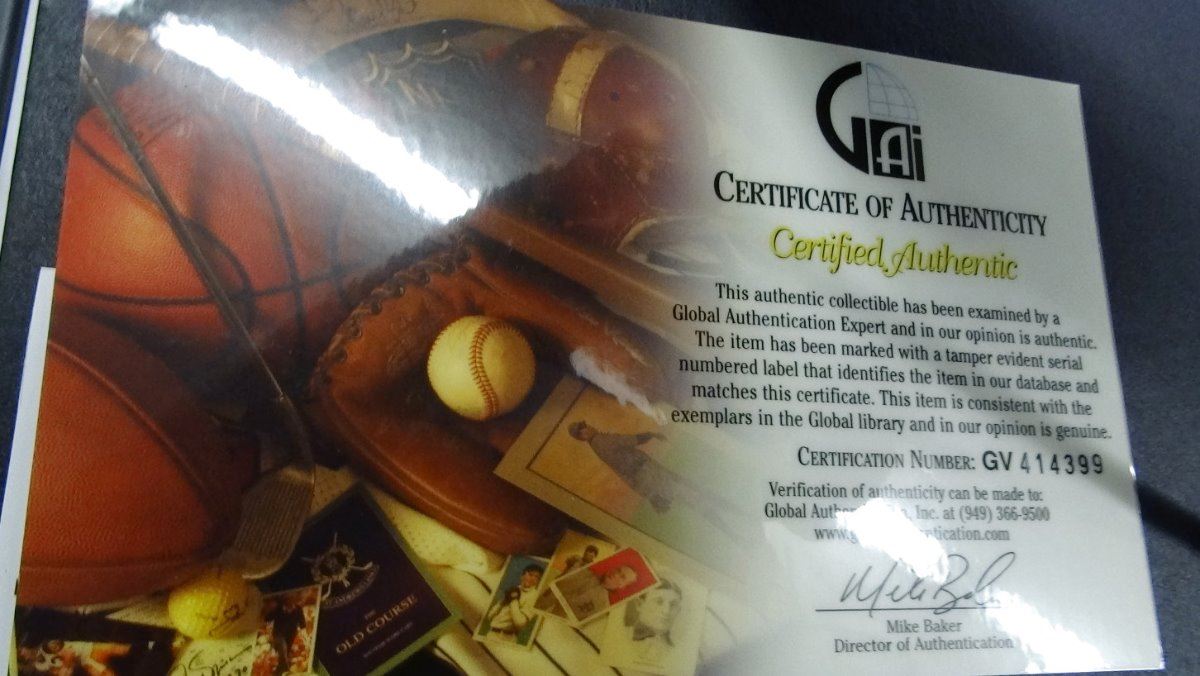 GAi
CERTIFICATE OF AUTHENTICITY
Certified Authentic
This authentic collectible has been examined by a
Global Authentication Expert and in our opinion is authentic.
The item has been marked with a tamper evident serial
numbered label that identifies the item in our database and
matches this certificate. This item is consistent with the
exemplars in the Global library and in our opinion is genuine.
CERTIFICATION NUMBER: GV 414399
Verification of authenticity can be made to:
Global Inc. at (949) 366-9500
Mike Baker
Mike Baker
Director of Authentication
THE
OLD COURSE